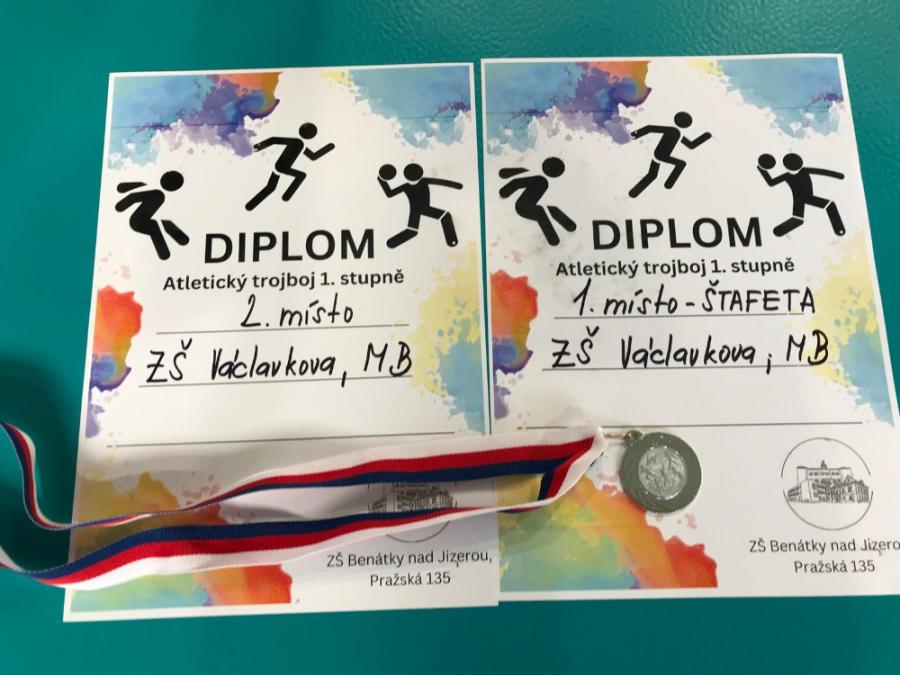 DIPLOM
Atletický trojboj 1. stupně
2. místo
ZŠ Václavkova, MB
ZŠ Benátky nad Jizerou,
Pražská 135
DIPLOM
Atletický trojboj 1. stupně
1. místo - ŠTAFETA
ZŠ Václavkova, MB
ZŠ Benátky nad Jizerou,
Pražská 135